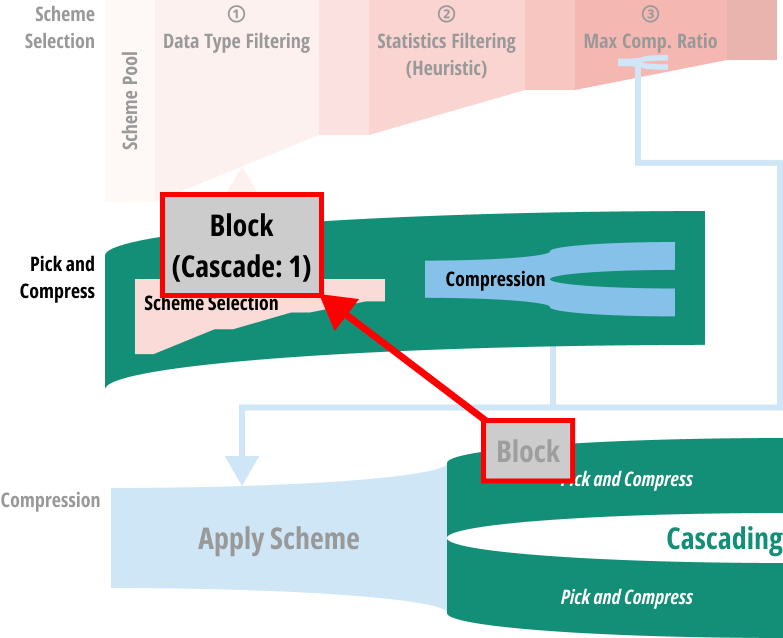 Scheme
Selection
Scheme Pool
①
Data Type Filtering
②
Statistics Filtering
(Heuristic)
③
Max Comp. Ratio
Pick and
Compress
Block
(Cascade: 1)
Scheme Selection
Compression
Compression
Apply Scheme
Block
Pick and Compress
Cascading
Pick and Compress